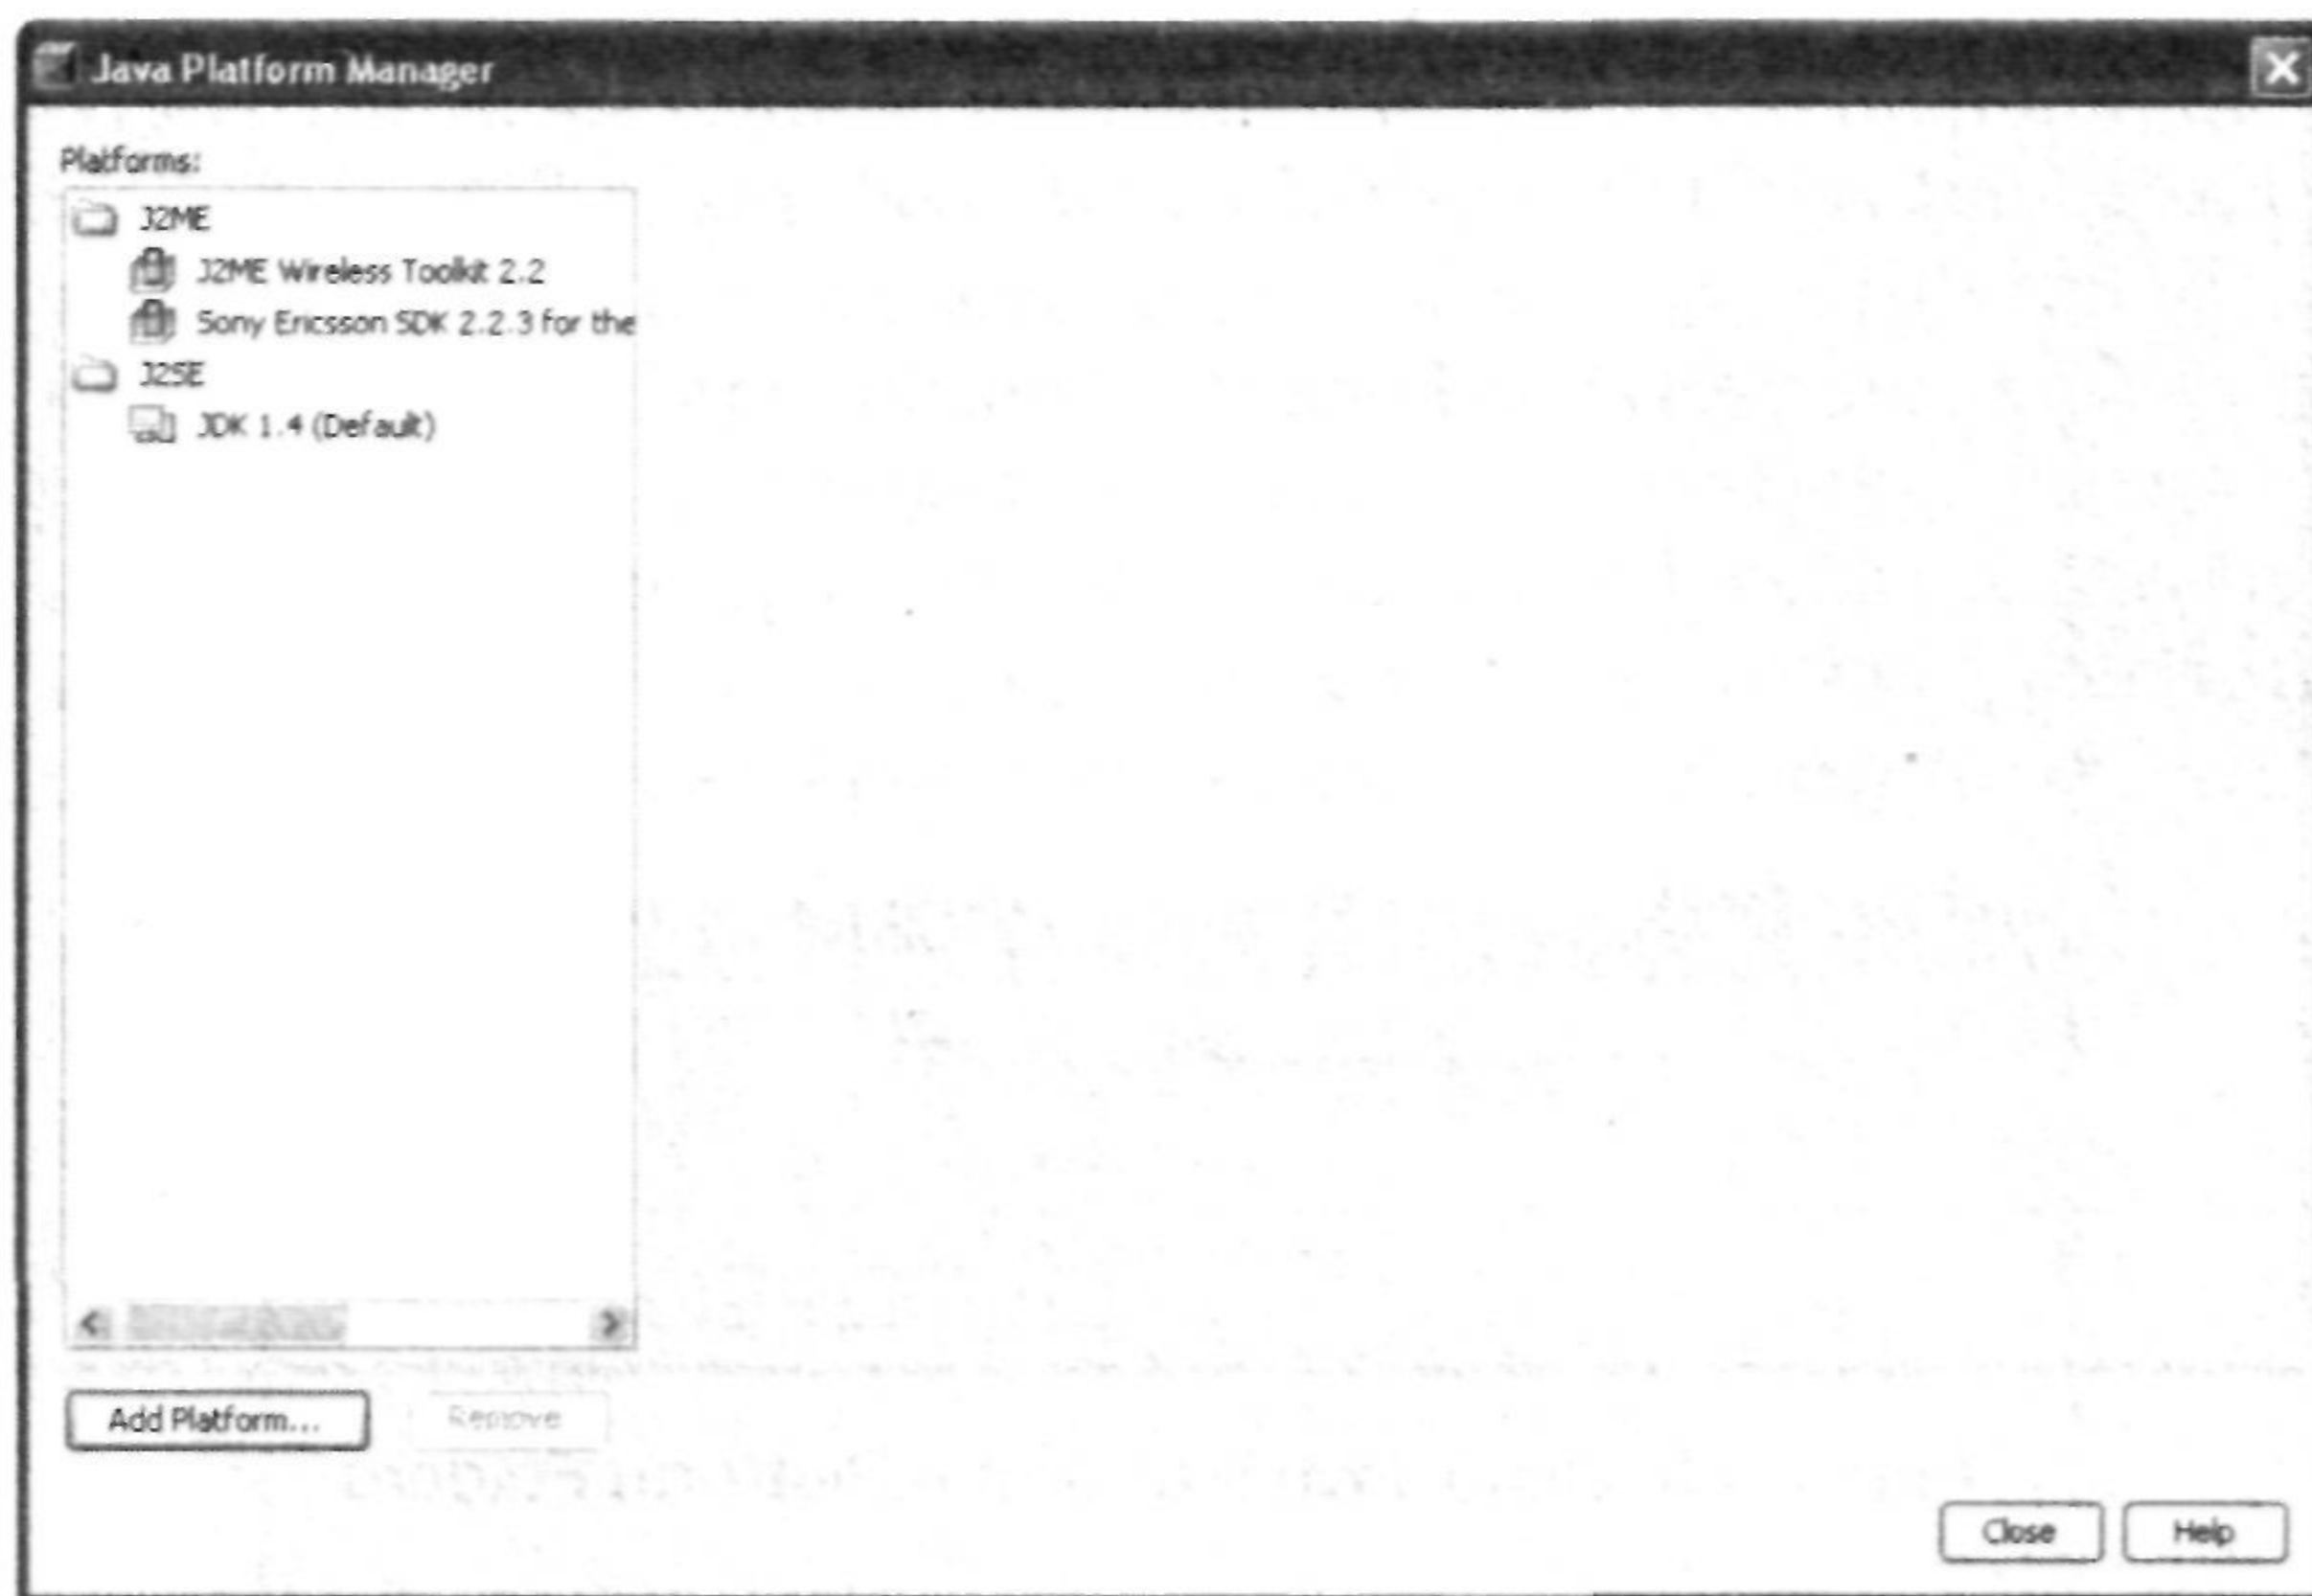 Java Platform Manager
Platforms:
J2ME
J2ME Wireless Toolkit 2.2
Sony Ericsson SDK 2.2.3 for the
J2SE
JDK 1.4 (Default)
Add Platform... Remove
Close Help